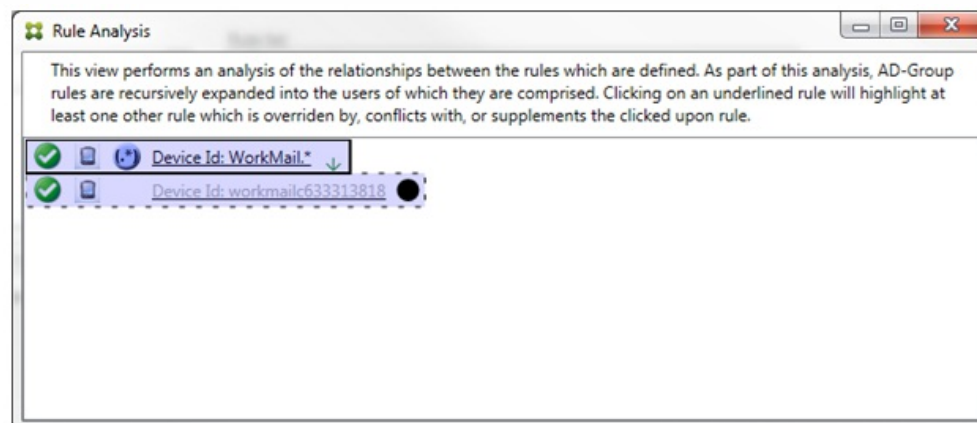 Rule Analysis
This view performs an analysis of the relationships between the rules which are defined. As part of this analysis, AD-Group
rules are recursively expanded into the users of which they are comprised. Clicking on an underlined rule will highlight at
least one other rule which is overriden by, conflicts with, or supplements the clicked upon rule.
(.*) Device Id: WorkMail.*
Device Id: workmailc633313818